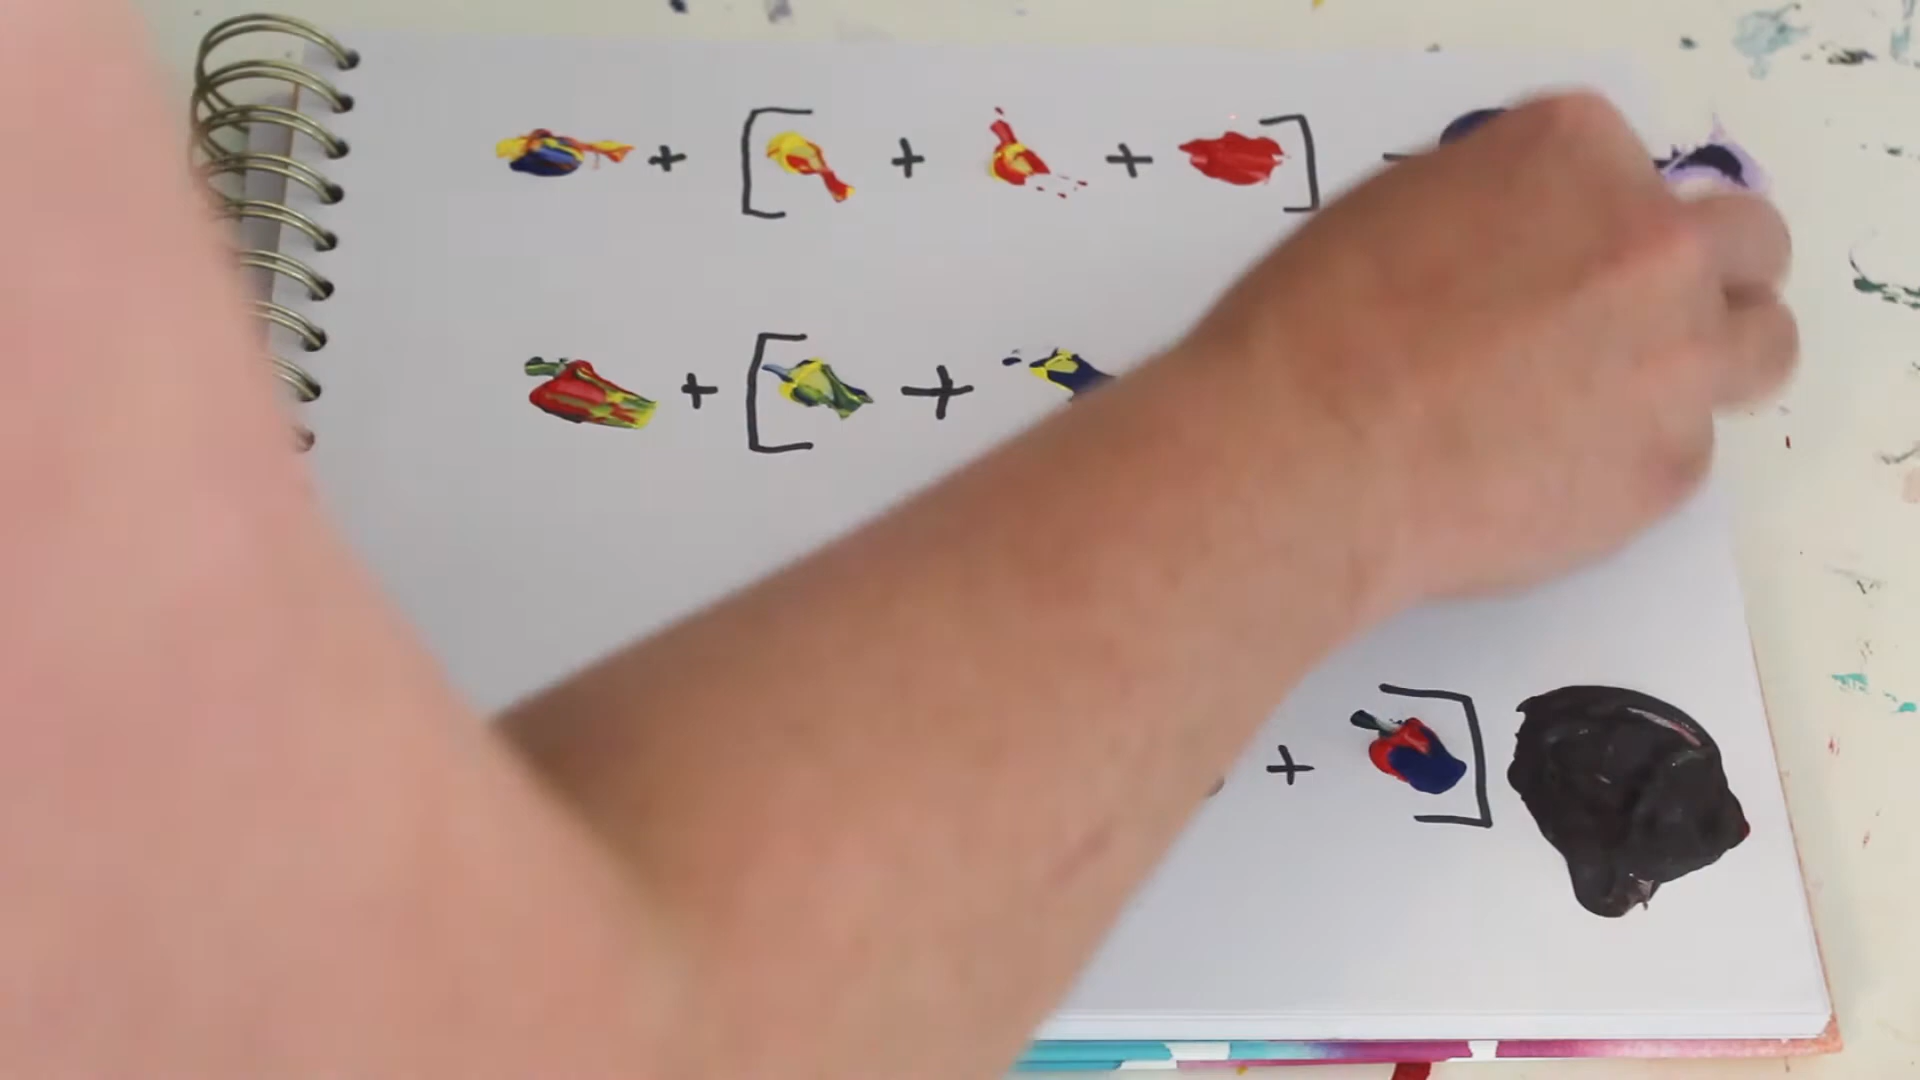 + [ + + ]
+ [ +
+ ]